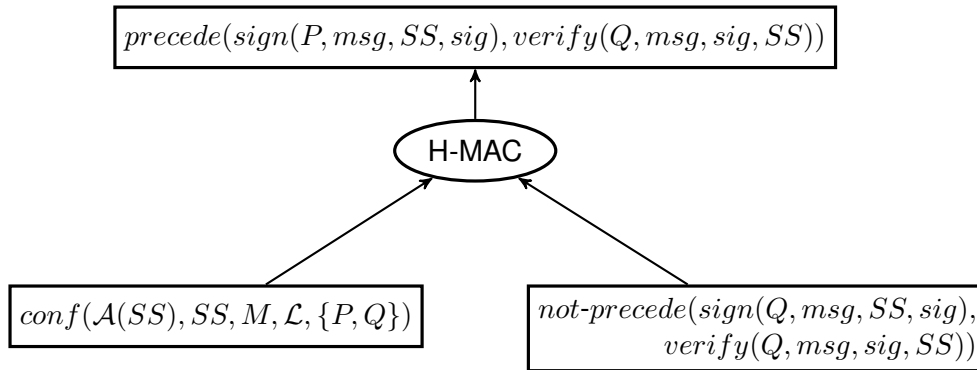 precede(sign(P, msg, SS, sig), verify(Q, msg, sig, SS))
H-MAC
conf(𝒜(SS), SS, M, ℒ, {P, Q})
not-precede(sign(Q, msg, SS, sig),
verify(Q, msg, sig, SS))